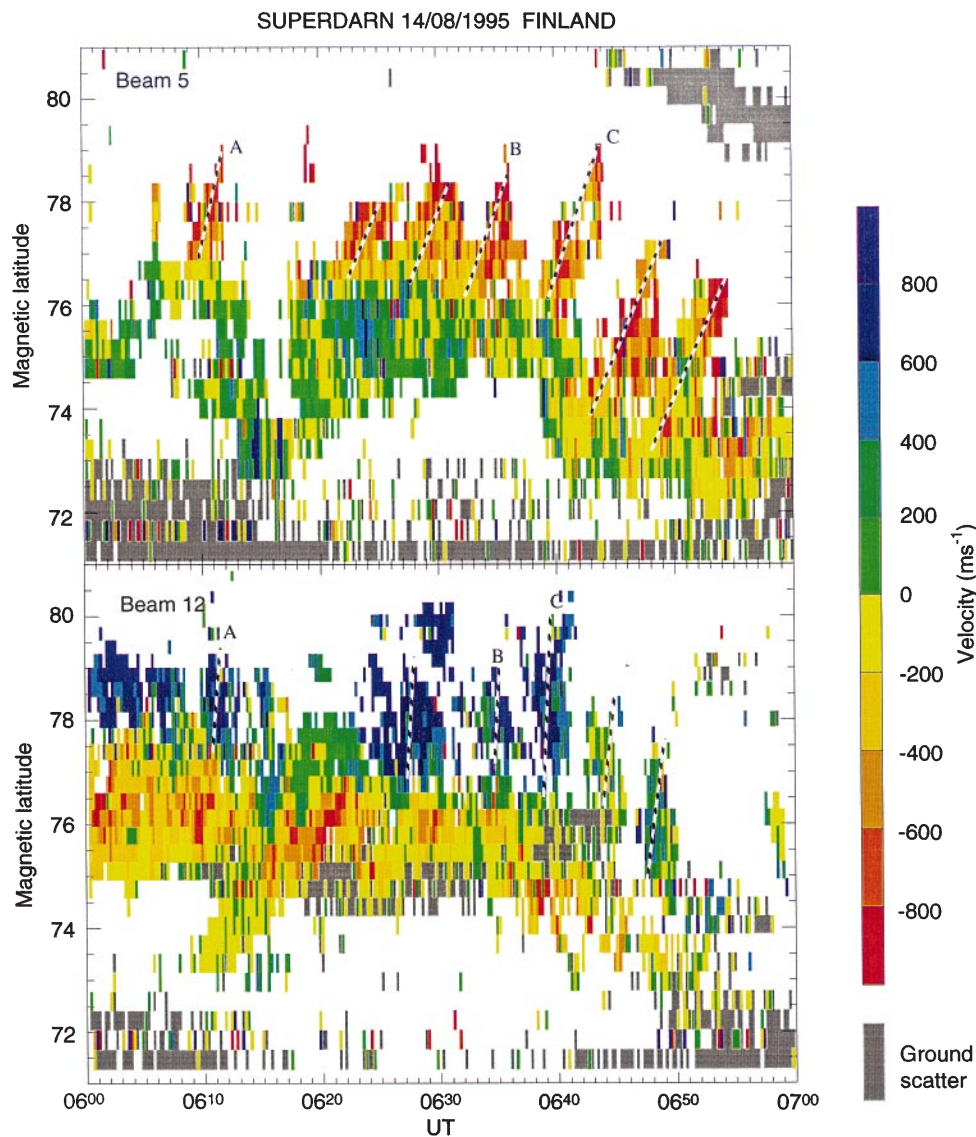 SUPERDARN 14/08/1995 FINLAND
Beam 5
A
B
C
80
78
76
74
72
Magnetic latitude
Beam 12
A
B
C
80
78
76
74
72
Magnetic latitude
0600 0610 0620 0630 0640 0650 0700
UT
800
600
400
200
0
-200
-400
-600
-800
Velocity (ms-1)
Ground
scatter